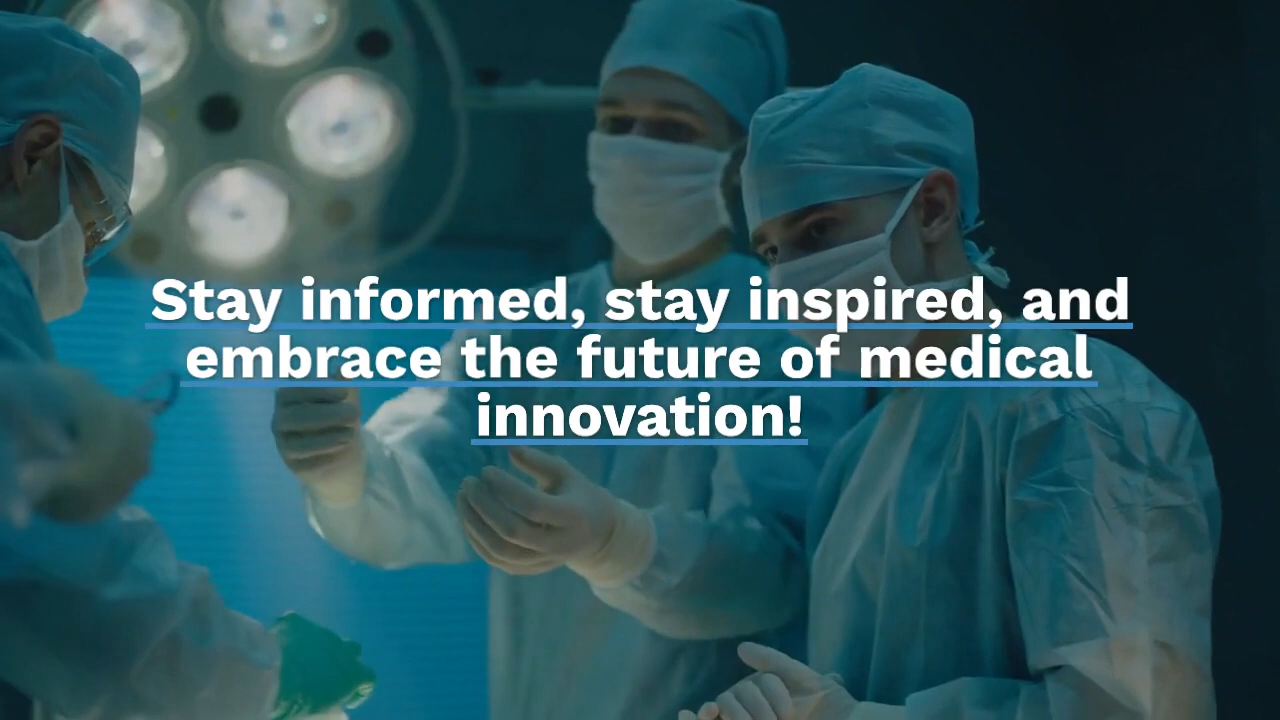 Stay informed, stay inspired, and
embrace the future of medical
innovation!